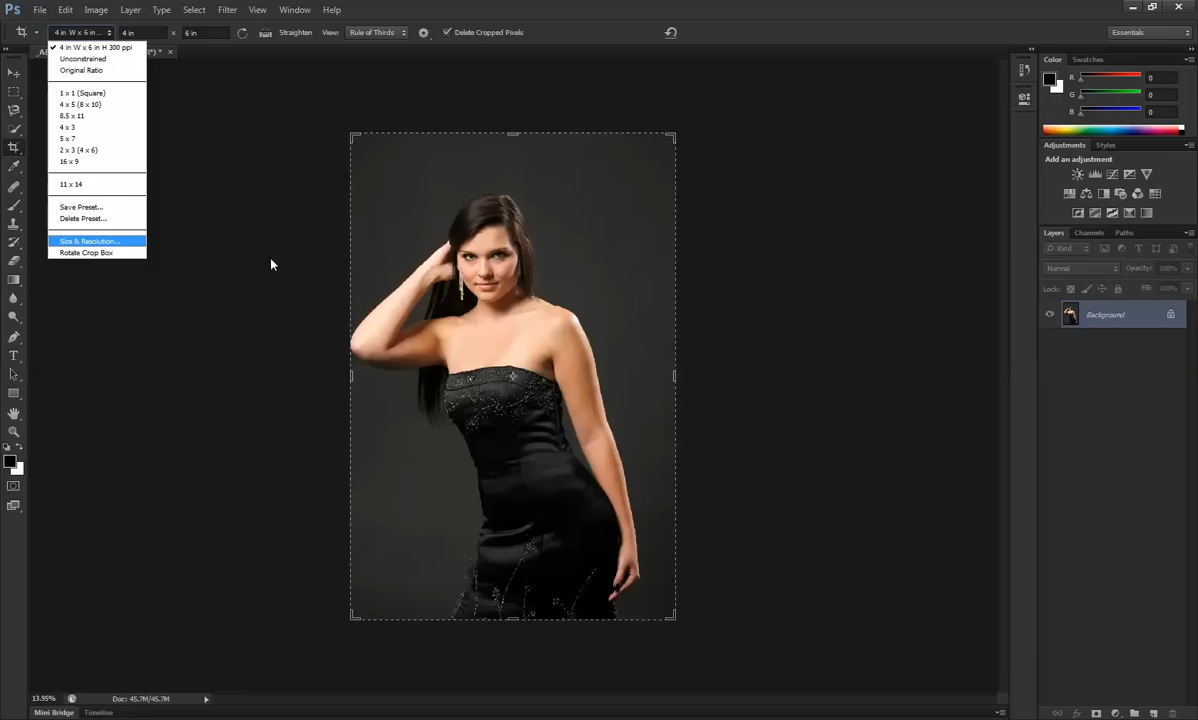 Ps File Edit Image Layer Type Select Filter View Window Help
4 in W x 6 in... 4 in x 6 in Straighten View: Rule of Thirds Delete Cropped Pixels Essentials
4 in W x 6 in H 300 ppi
Unconstrained
Original Ratio
1 x 1 (Square)
4 x 5 (8 x 10)
8.5 x 11
4 x 3
5 x 7
2 x 3 (4 x 6)
16 x 9
11 x 14
Save Preset...
Delete Preset...
Size & Resolution...
Rotate Crop Box
Color Swatches
R 0
G 0
B 0
Adjustments Styles
Add an adjustment
Layers Channels Paths
Kind
Normal Opacity: 100%
Lock: Fill: 100%
Background
13.95% Doc: 45.7M/45.7M
Mini Bridge Timeline